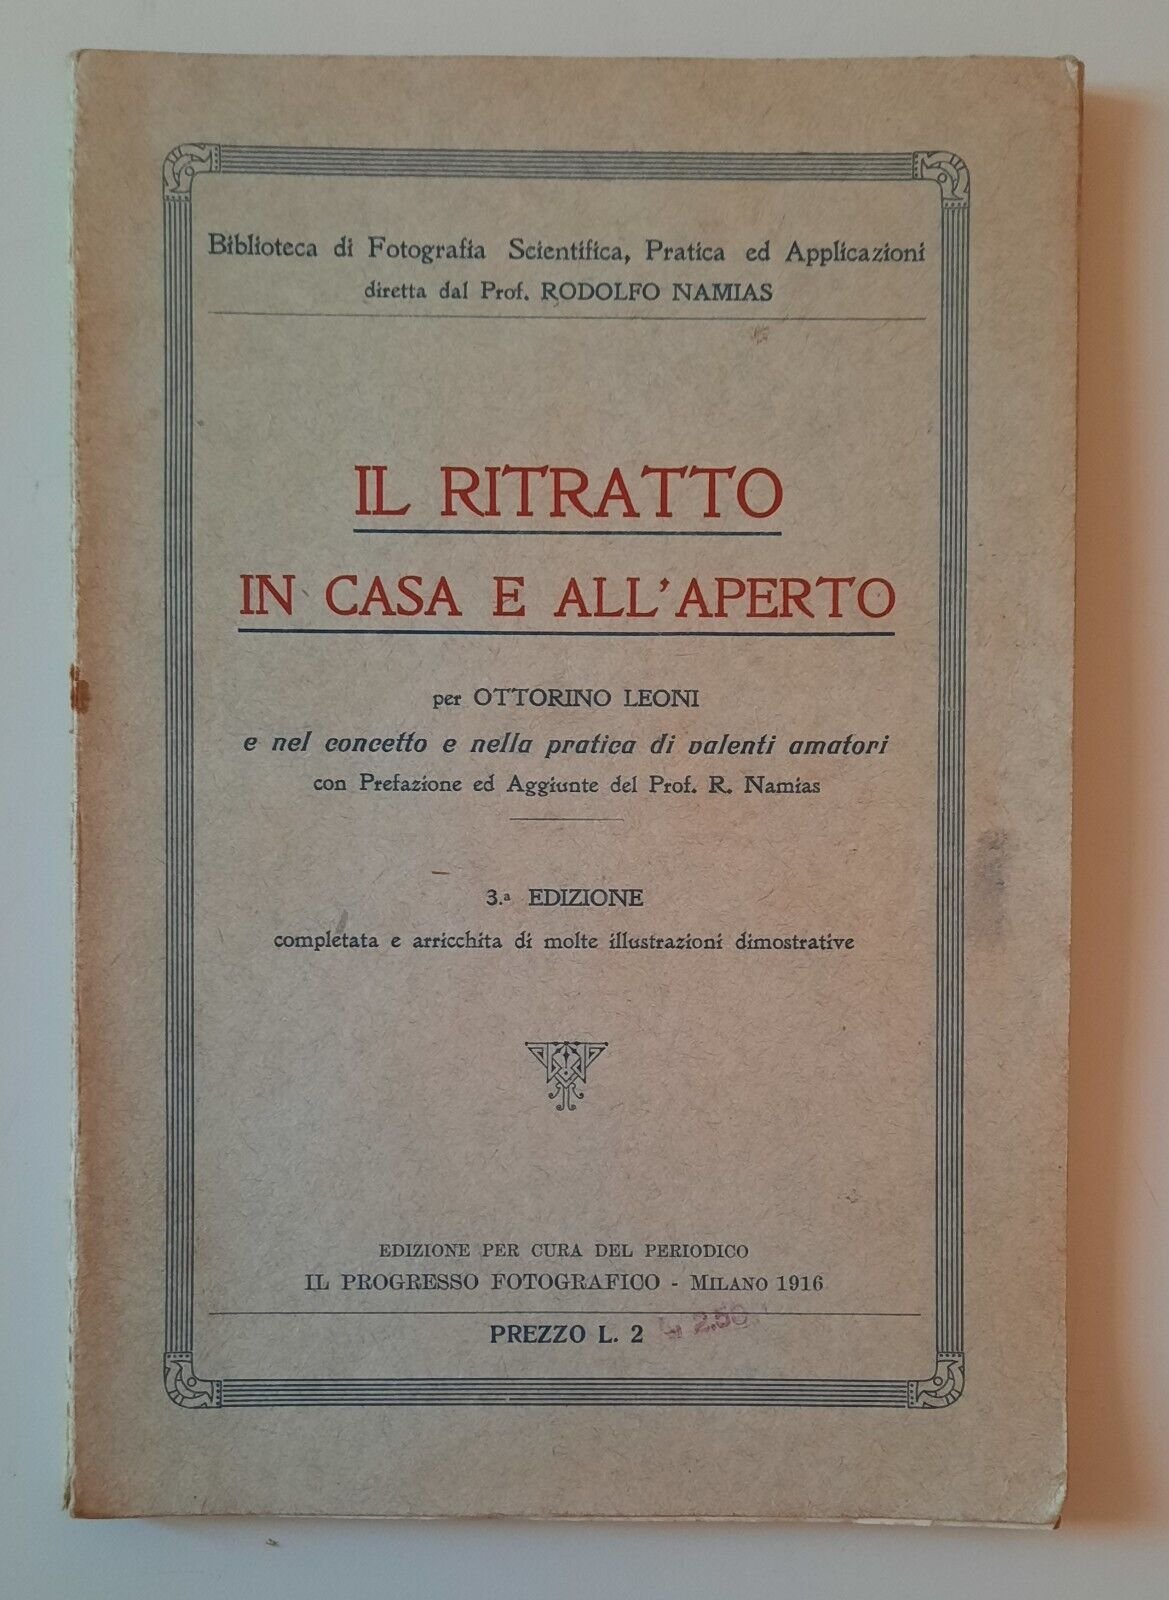 Biblioteca di Fotografia Scientifica, Pratica ed Applicazioni
diretta dal Prof. RODOLFO NAMIAS
IL RITRATTO
IN CASA E ALL'APERTO
per OTTORINO LEONI
e nel concetto e nella pratica di valenti amatori
con Prefazione ed Aggiunte del Prof. R. Namias
3.ª EDIZIONE
completata e arricchita di molte illustrazioni dimostrative
EDIZIONE PER CURA DEL PERIODICO
IL PROGRESSO FOTOGRAFICO - MILANO 1916
PREZZO L. 2 L. 2.50